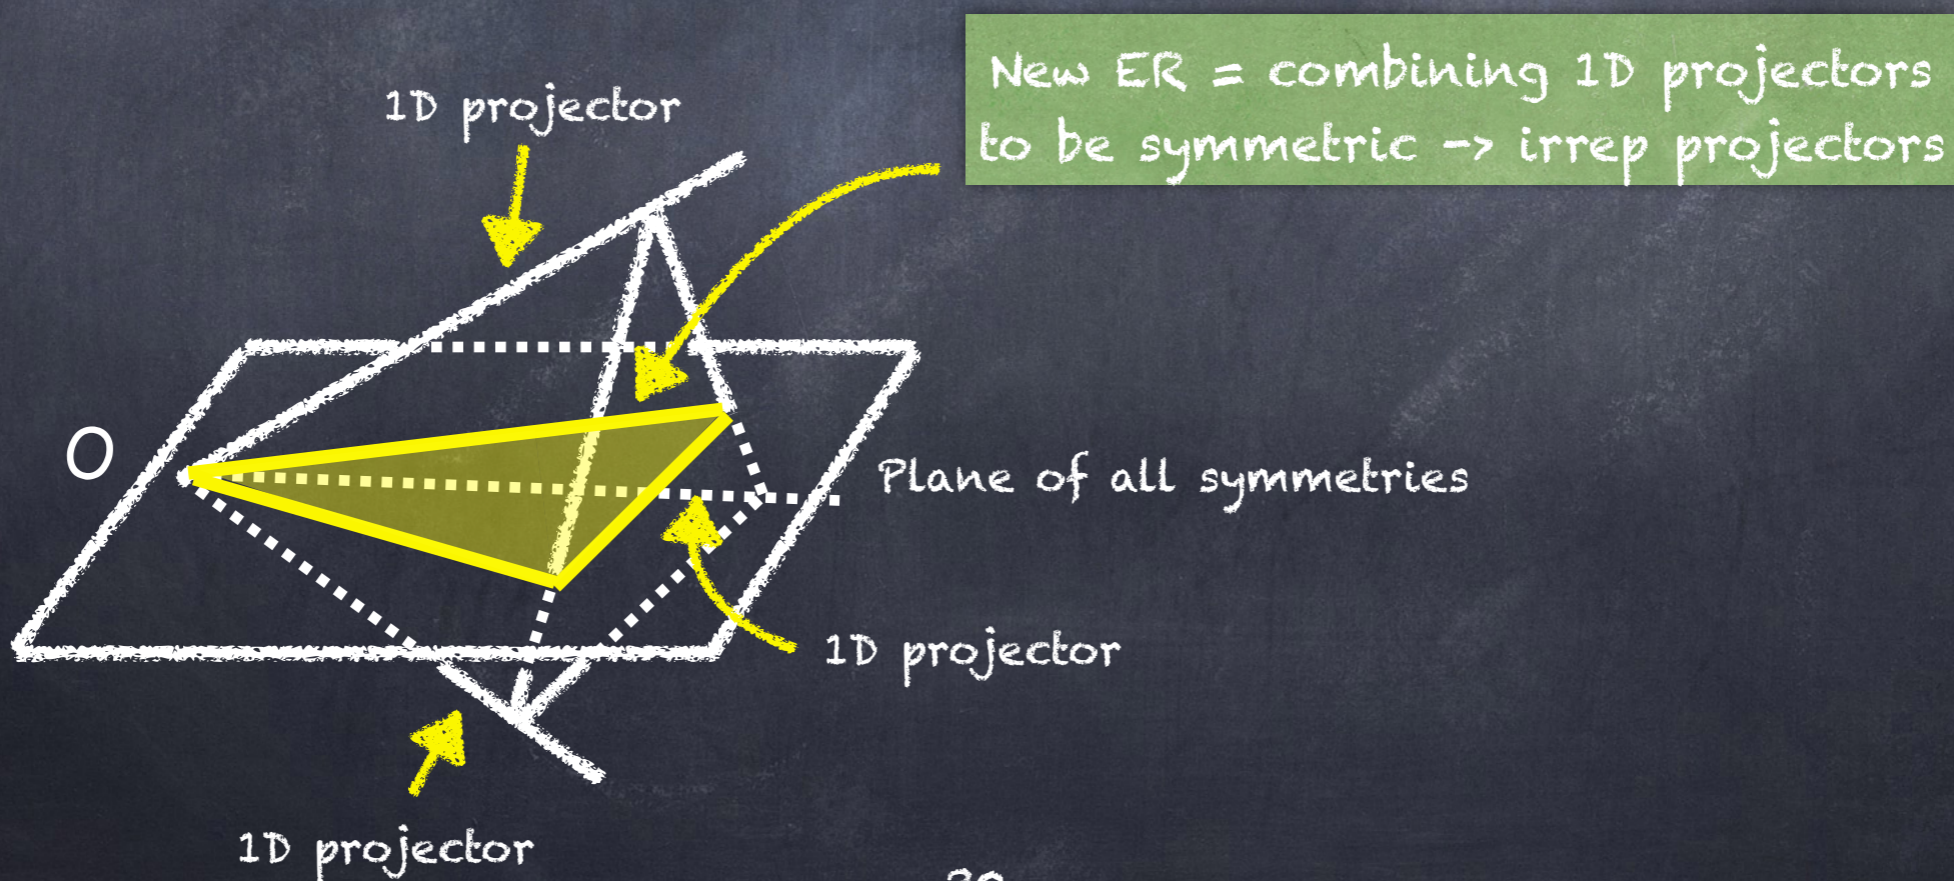 New ER = combining 1D projectors
to be symmetric -> irrep projectors
1D projector
O
Plane of all symmetries
1D projector
1D projector